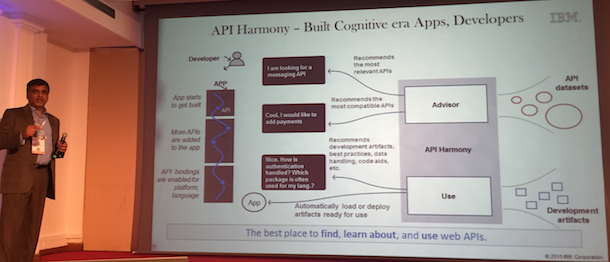 API Harmony – Built Cognitive era Apps, Developers
IBM.
Developer
APP
API
App starts
to get built
More APIs
are added
to the app
API bindings
are enabled for
platform,
language
I am looking for a
messaging API
Cool, I would like to
add payments
Nice. How is
authentication
handled? Which
package is often
used for my lang.?
App
Recommends
the most
relevant APIs
Recommends the
most compatible APIs
Recommends
development artifacts,
best practices, data
handling, code aids,
etc.
Automatically load or deploy
artifacts ready for use
Advisor
API Harmony
Use
API
datasets
Development
artifacts
The best place to find, learn about, and use web APIs.
© 2015 IBM Corporation